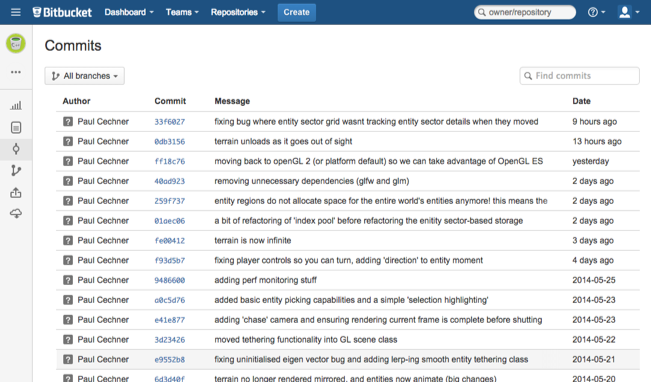 Bitbucket Dashboard Teams Repositories Create owner/repository
Commits
All branches Find commits
Author Commit Message Date
Paul Cechner 33f6027 fixing bug where entity sector grid wasnt tracking entity sector details when they moved 9 hours ago
Paul Cechner 0db3156 terrain unloads as it goes out of sight 13 hours ago
Paul Cechner ff18c76 moving back to openGL 2 (or platform default) so we can take advantage of OpenGL ES yesterday
Paul Cechner 40ad923 removing unnecessary dependencies (glfw and glm) 2 days ago
Paul Cechner 259f737 entity regions do not allocate space for the entire world's entities anymore! this means the 2 days ago
Paul Cechner 01aec06 a bit of refactoring of 'index pool' before refactoring the enitity sector-based storage 2 days ago
Paul Cechner fe00412 terrain is now infinite 3 days ago
Paul Cechner f93d5b7 fixing player controls so you can turn, adding 'direction' to entity moment 4 days ago
Paul Cechner 9486600 adding perf monitoring stuff 2014-05-25
Paul Cechner a0c5d76 added basic entity picking capabilities and a simple 'selection highlighting' 2014-05-23
Paul Cechner e41e877 adding 'chase' camera and ensuring rendering current frame is complete before shutting 2014-05-23
Paul Cechner 3d23426 moved tethering functionality into GL scene class 2014-05-22
Paul Cechner e9552b8 fixing uninitialised eigen vector bug and adding lerp-ing smooth entity tethering class 2014-05-21
Paul Cechner 6d3d40f terrain no longer rendered mirrored, and entities now animate (big changes) 2014-05-20